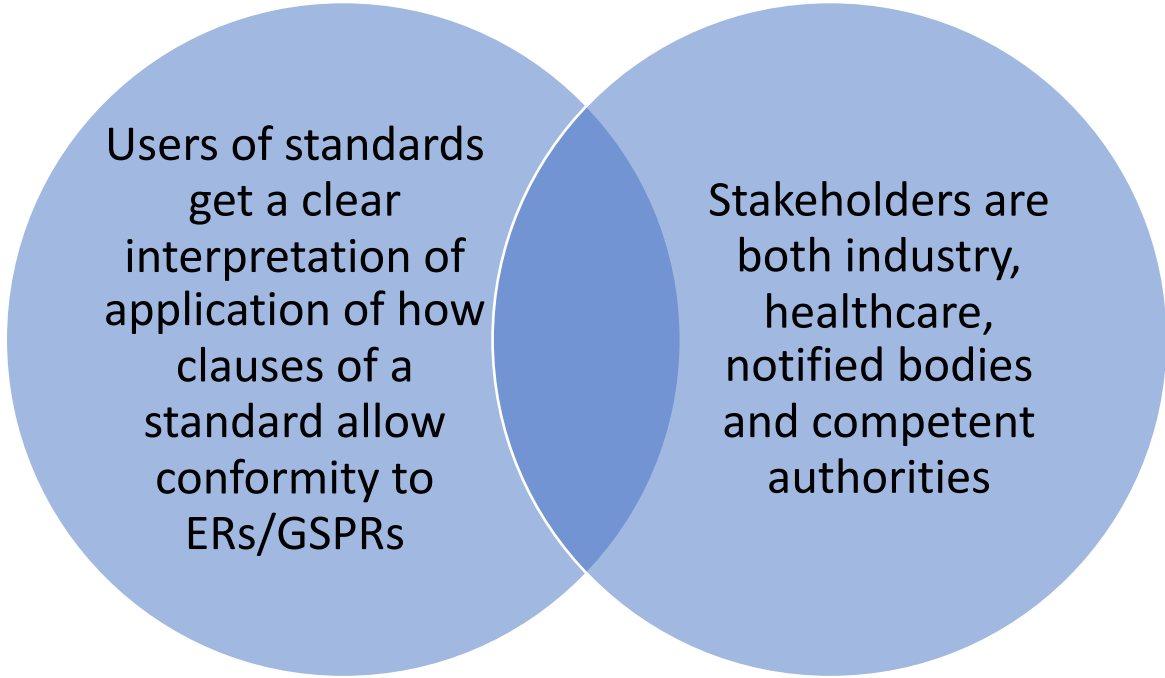 Users of standards
get a clear
interpretation of
application of how
clauses of a
standard allow
conformity to
ERs/GSPRs
Stakeholders are
both industry,
healthcare,
notified bodies
and competent
authorities